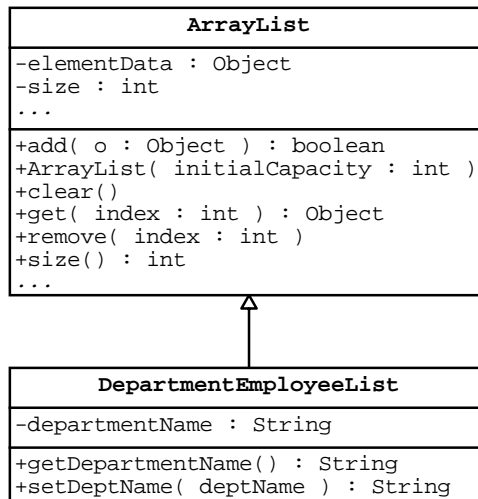 ArrayList
-elementData : Object
-size : int
...
+add( o : Object ) : boolean
+ArrayList( initialCapacity : int )
+clear()
+get( index : int ) : Object
+remove( index : int )
+size() : int
...
DepartmentEmployeeList
-departmentName : String
+getDepartmentName() : String
+setDeptName( deptName ) : String